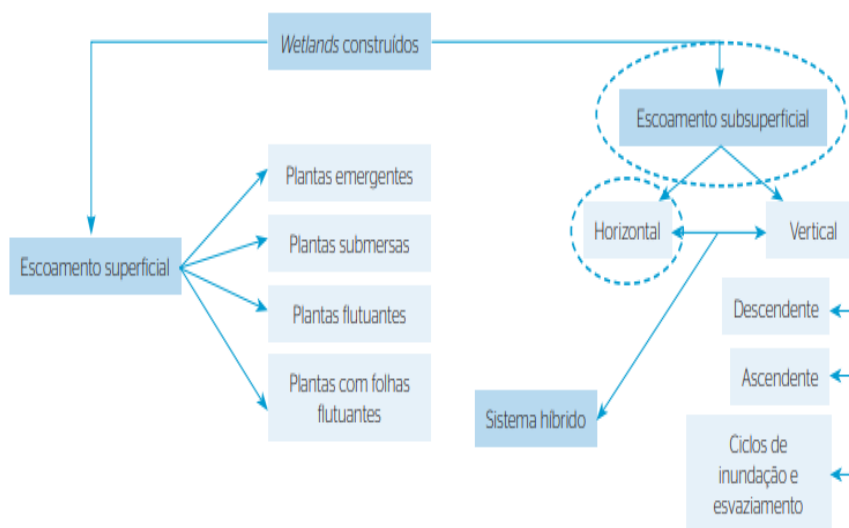 Wetlands construídos
Escoamento subsuperficial
Plantas emergentes
Horizontal
Vertical
Plantas submersas
Escoamento superficial
Plantas flutuantes
Descendente
Plantas com folhas
flutuantes
Ascendente
Sistema híbrido
Ciclos de
inundação e
esvaziamento